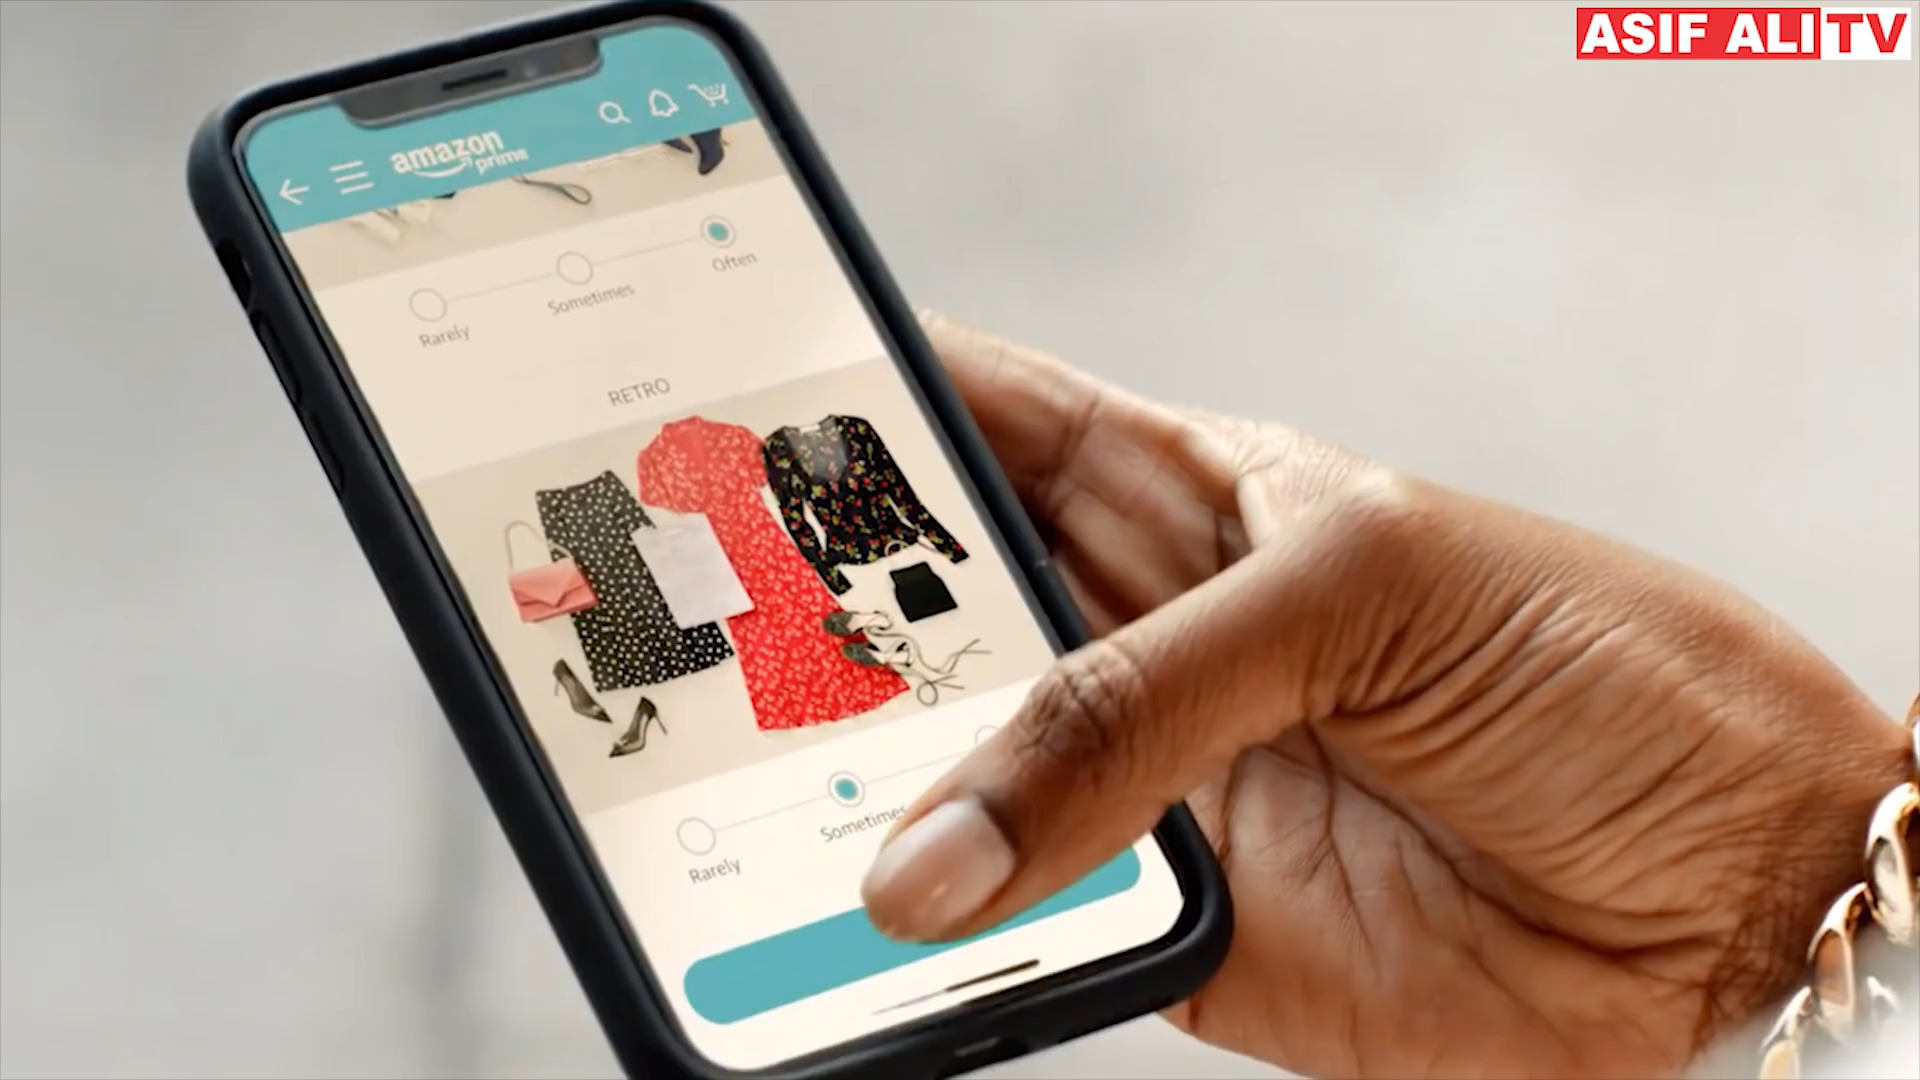 ASIF ALI TV
amazon prime
Rarely
Sometimes
Often
RETRO
Rarely
Sometimes